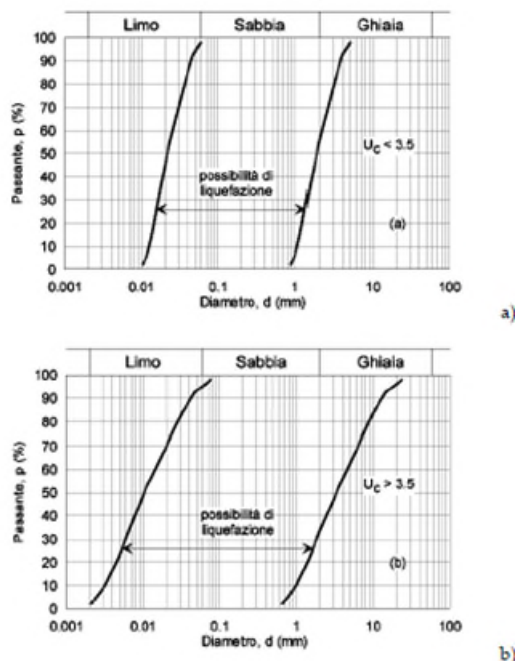 Limo Sabbia Ghiaia
100
90
80
70
60
50
40
30
20
10
0
Passante, p (%)
U_C < 3.5
possibilità di
liquefazione
(a)
0.001 0.01 0.1 1 10 100
Diametro, d (mm)
a)
Limo Sabbia Ghiaia
100
90
80
70
60
50
40
30
20
10
0
Passante, p (%)
U_C > 3.5
possibilità di
liquefazione
(b)
0.001 0.01 0.1 1 10 100
Diametro, d (mm)
b)